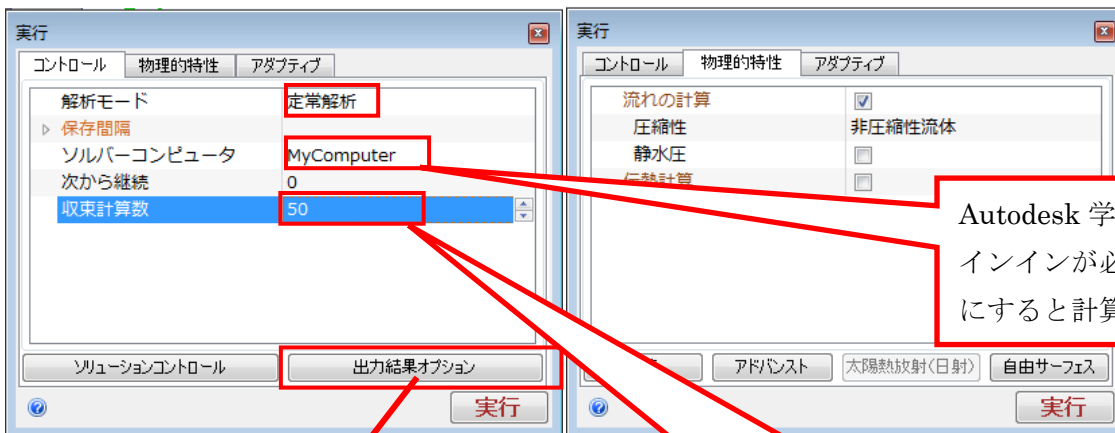 実行
コントロール 物理的特性 アダプティブ
解析モード 定常解析
保存間隔
ソルバーコンピュータ MyComputer
次から継続 0
収束計算数 50
ソリューションコントロール 出力結果オプション
実行
実行
コントロール 物理的特性 アダプティブ
流れの計算
圧縮性 非圧縮性流体
静水圧
伝熱計算
アドバンスト 太陽熱放射(日射) 自由サーフェス
実行
Autodesk 学
インインが必
にすると計算